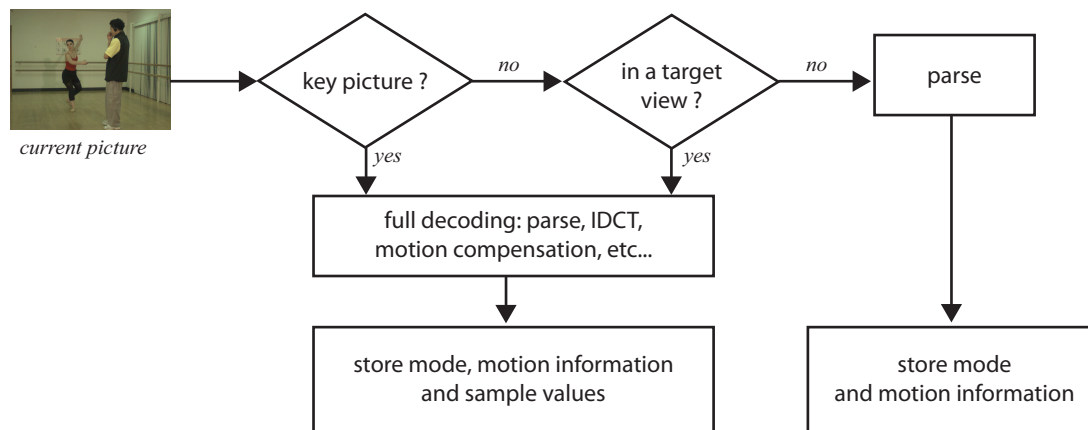 current picture
key picture ?
no
in a target
view ?
no
parse
yes
yes
full decoding: parse, IDCT,
motion compensation, etc...
store mode, motion information
and sample values
store mode
and motion information